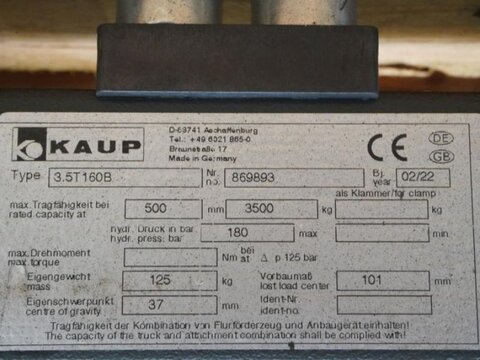 KAUP
D-63741 Aschaffenburg
Tel.: +49 6021 865-0
Braunstraße 17
Made in Germany
CE
DE
GB
Type 3.5T160B Nr. no. 869893 Bj. year 02/22
als Klammer/for clamp
max. Tragfähigkeit bei rated capacity at 500 mm 3500 kg kg
hydr. Druck in bar hydr. press. bar 180 max min
max. Drehmoment max. torque Nm bei at Δ p 125 bar
Eigengewicht mass 125 kg Vorbaumaß lost load center 101 mm
Eigenschwerpunkt centre of gravity 37 mm Ident-Nr. ident-no.
Tragfähigkeit der Kombination von Flurförderzeug und Anbaugerät einhalten!
The capacity of the truck and attachment combination shall be complied with!